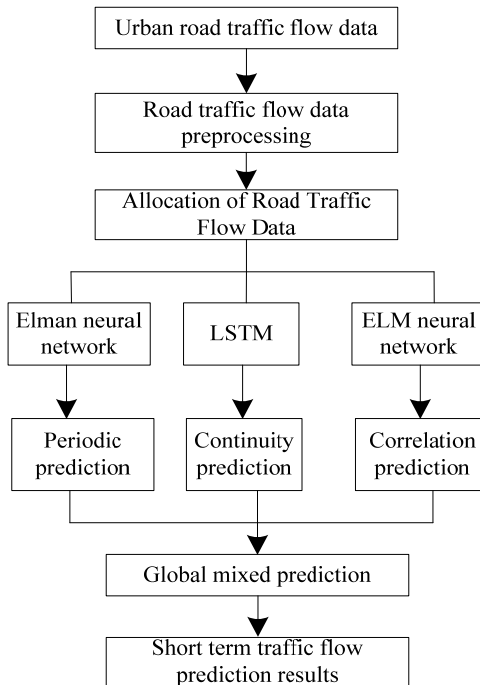 Urban road traffic flow data
Road traffic flow data
preprocessing
Allocation of Road Traffic
Flow Data
Elman neural
network
LSTM
ELM neural
network
Periodic
prediction
Continuity
prediction
Correlation
prediction
Global mixed prediction
Short term traffic flow
prediction results